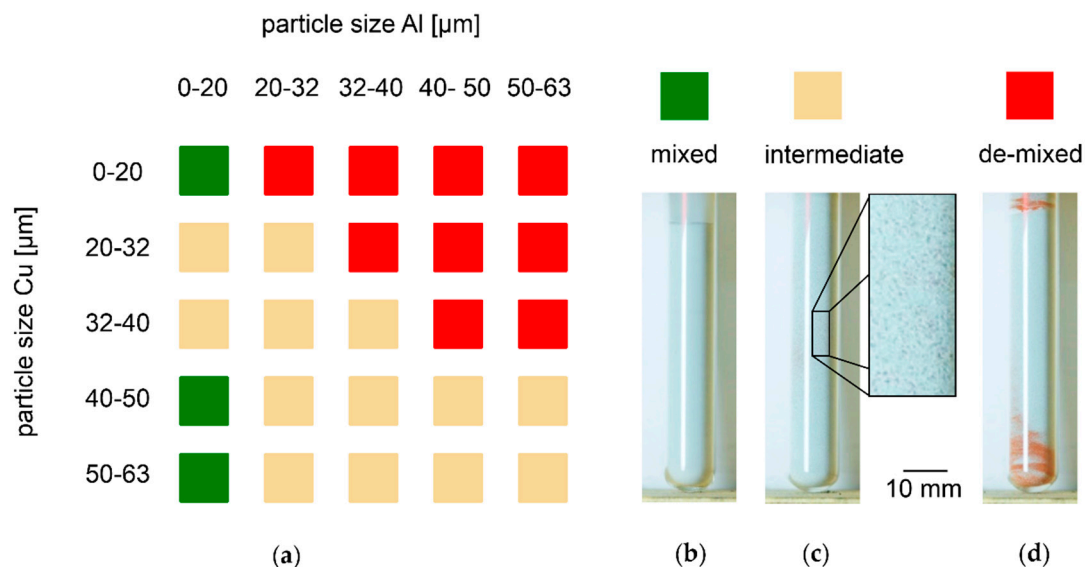 particle size Al [µm]
0-20 20-32 32-40 40- 50 50-63
particle size Cu [µm]
0-20
20-32
32-40
40-50
50-63
mixed intermediate de-mixed
10 mm
(a) (b) (c) (d)